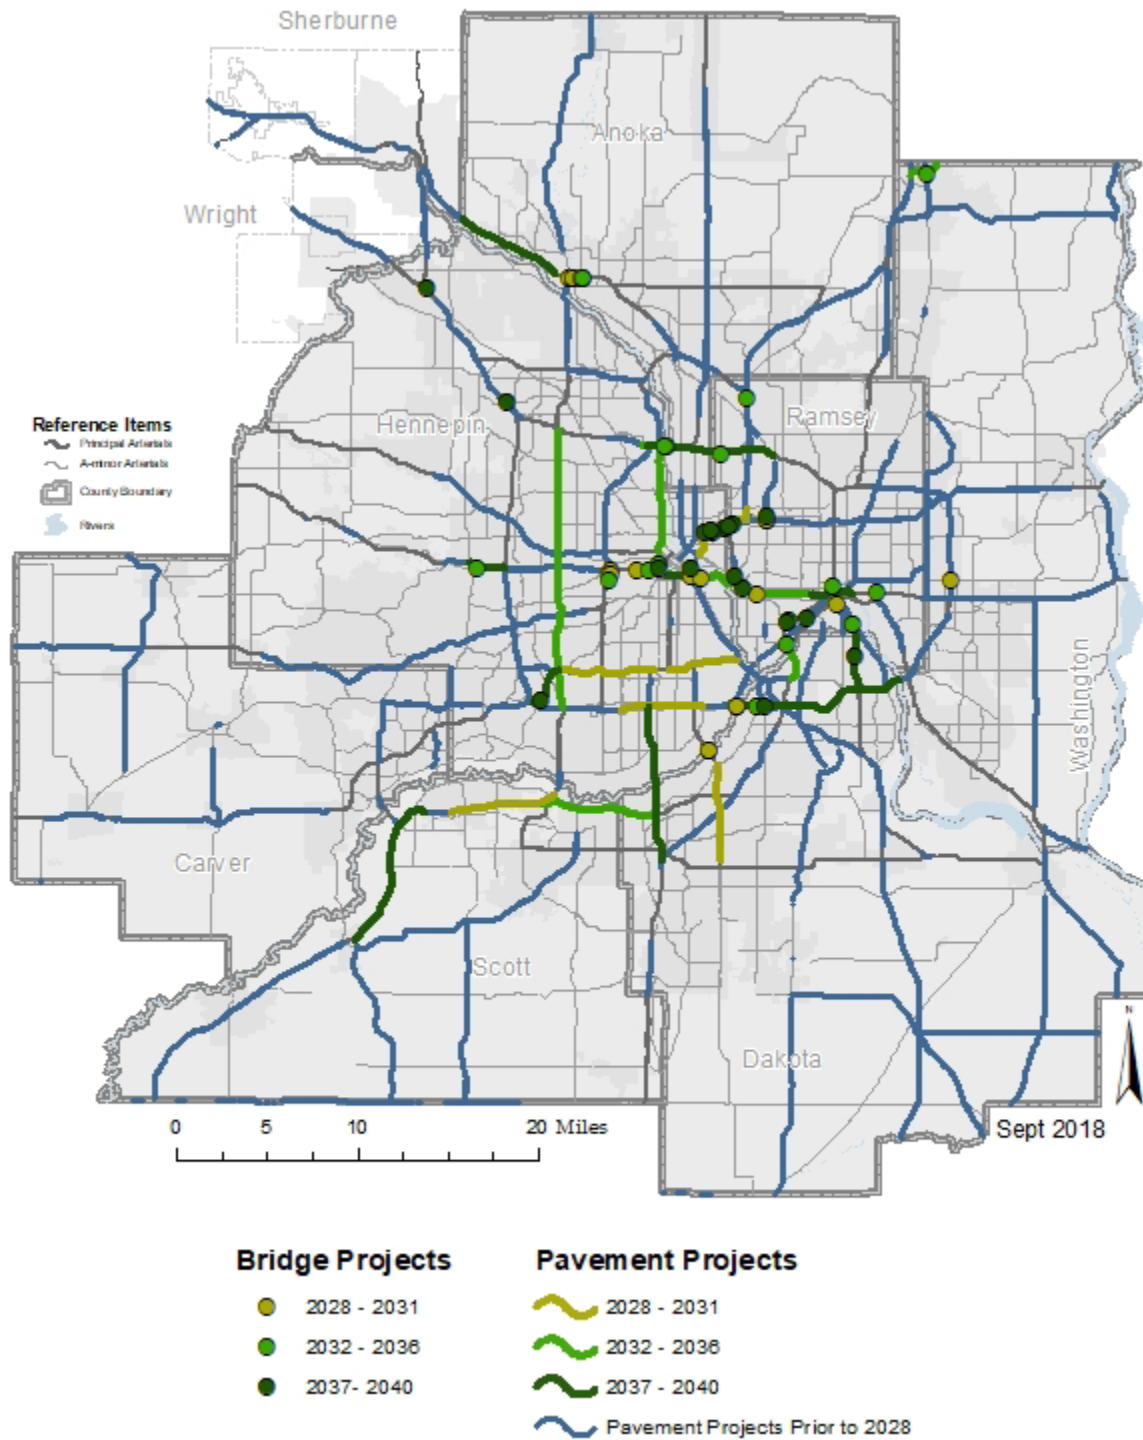 Sherburne
Anoka
Wright
Hennepin
Ramsey
Reference Items
Principal Arterials
A-minor Arterials
County Boundary
Rivers
Washington
Carver
Scott
Dakota
N
0 5 10 20 Miles
Sept 2018
Bridge Projects
2028 - 2031
2032 - 2036
2037- 2040
Pavement Projects
2028 - 2031
2032 - 2036
2037 - 2040
Pavement Projects Prior to 2028